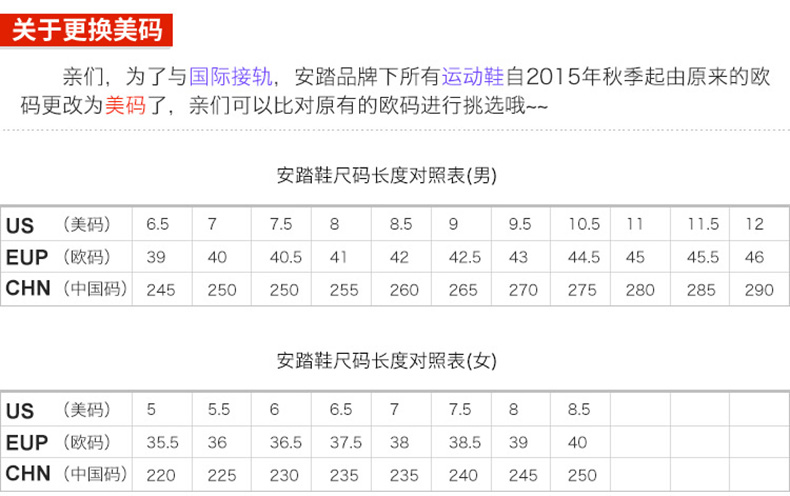 关于更换美码
亲们，为了与国际接轨，安踏品牌下所有运动鞋自2015年秋季起由原来的欧
码更改为美码了，亲们可以比对原有的欧码进行挑选哦~~
安踏鞋尺码长度对照表(男)
US （美码） 6.5 7 7.5 8 8.5 9 9.5 10.5 11 11.5 12
EUP （欧码） 39 40 40.5 41 42 42.5 43 44.5 45 45.5 46
CHN （中国码） 245 250 250 255 260 265 270 275 280 285 290
安踏鞋尺码长度对照表(女)
US （美码） 5 5.5 6 6.5 7 7.5 8 8.5
EUP （欧码） 35.5 36 36.5 37.5 38 38.5 39 40
CHN （中国码） 220 225 230 235 235 240 245 250